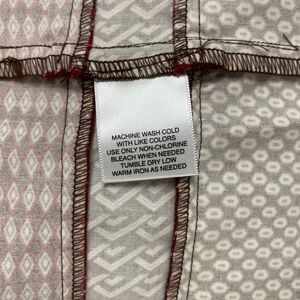 MACHINE WASH COLD
WITH LIKE COLORS
USE ONLY NON-CHLORINE
BLEACH WHEN NEEDED
TUMBLE DRY LOW
WARM IRON AS NEEDED